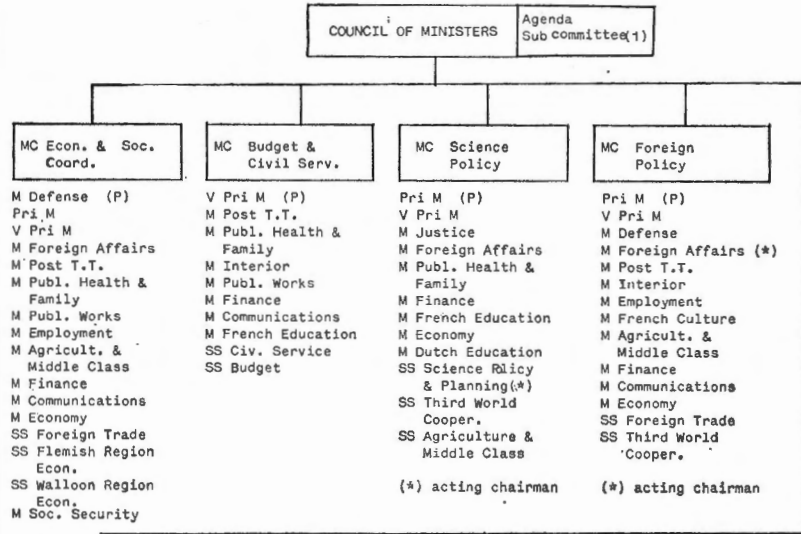 COUNCIL OF MINISTERS
Agenda
Sub committee(1)
MC Econ. & Soc.
Coord.
M Defense (P)
Pri M
V Pri M
M Foreign Affairs
M Post T.T.
M Publ. Health &
Family
M Publ. Works
M Employment
M Agricult. &
Middle Class
M Finance
M Communications
M Economy
SS Foreign Trade
SS Flemish Region
Econ.
SS Walloon Region
Econ.
M Soc. Security
MC Budget &
Civil Serv.
V Pri M (P)
M Post T.T.
M Publ. Health &
Family
M Interior
M Publ. Works
M Finance
M Communications
M French Education
SS Civ. Service
SS Budget
MC Science
Policy
Pri M (P)
V Pri M
M Justice
M Foreign Affairs
M Publ. Health &
Family
M Finance
M French Education
M Economy
M Dutch Education
SS Science Policy
& Planning(*)
SS Third World
Cooper.
SS Agriculture &
Middle Class
(*) acting chairman
MC Foreign
Policy
Pri M (P)
V Pri M
M Defense
M Foreign Affairs (*)
M Post T.T.
M Interior
M Employment
M French Culture
M Agricult. &
Middle Class
M Finance
M Communications
M Economy
SS Foreign Trade
SS Third World
Cooper.
(*) acting chairman